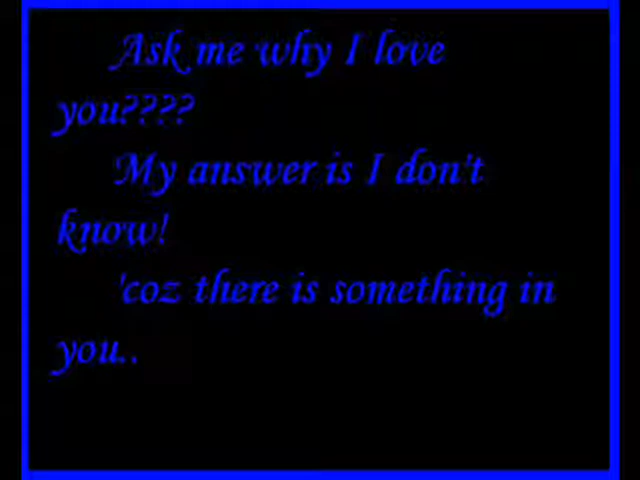 Ask me why I love
you????
My answer is I don't
know!
'coz there is something in
you..